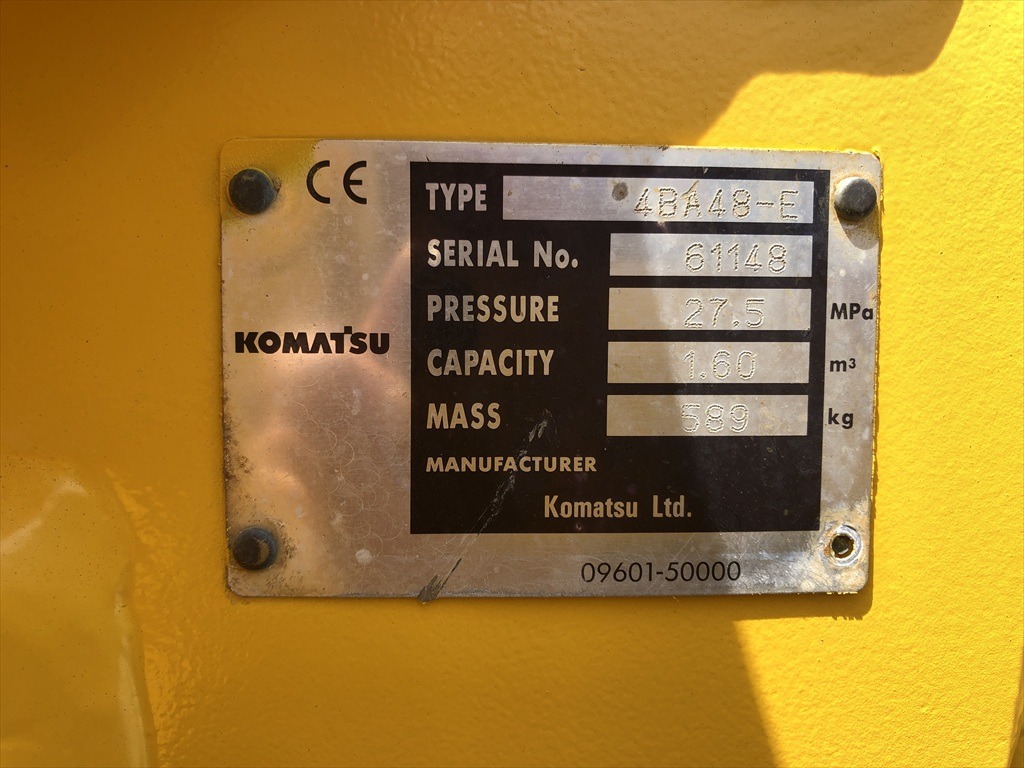 CE
TYPE 4BA48-E
SERIAL No. 61148
PRESSURE 27.5 MPa
KOMATSU
CAPACITY 1.60 m³
MASS 589 kg
MANUFACTURER
Komatsu Ltd.
09601-50000